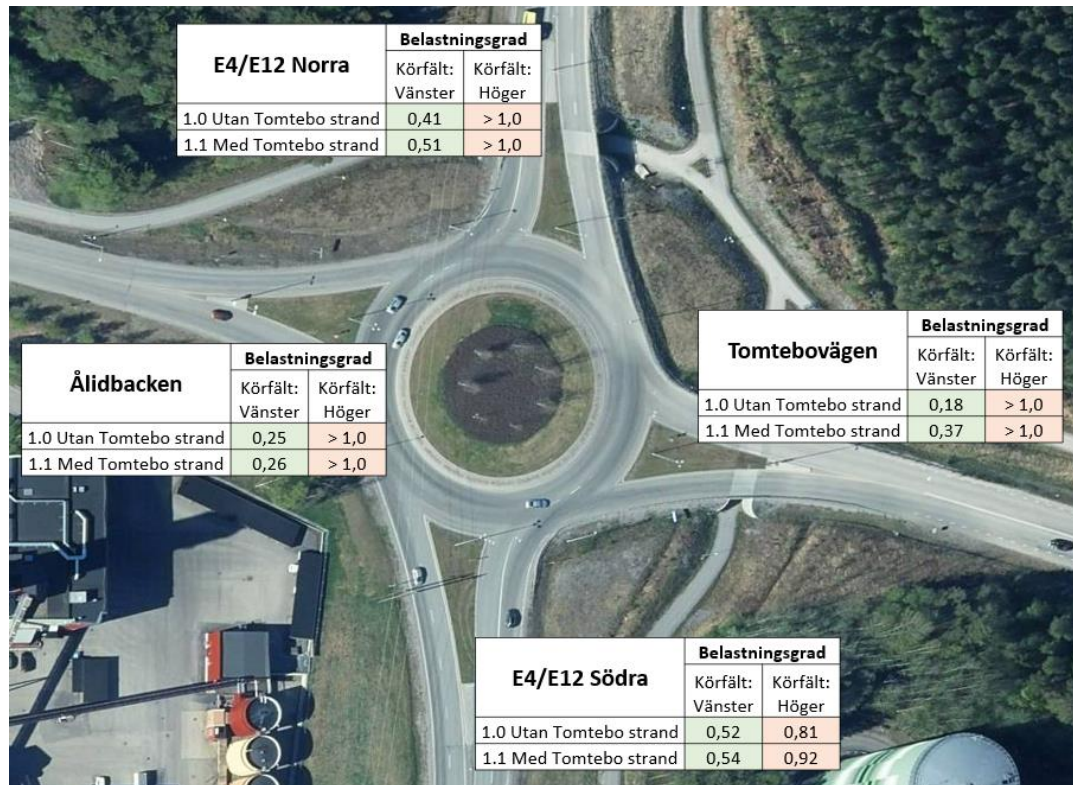 E4/E12 Norra
Belastningsgrad
Körfält: Vänster
Körfält: Höger
1.0 Utan Tomtebo strand 0,41 > 1,0
1.1 Med Tomtebo strand 0,51 > 1,0
Ålidbacken
Belastningsgrad
Körfält: Vänster
Körfält: Höger
1.0 Utan Tomtebo strand 0,25 > 1,0
1.1 Med Tomtebo strand 0,26 > 1,0
Tomtebovägen
Belastningsgrad
Körfält: Vänster
Körfält: Höger
1.0 Utan Tomtebo strand 0,18 > 1,0
1.1 Med Tomtebo strand 0,37 > 1,0
E4/E12 Södra
Belastningsgrad
Körfält: Vänster
Körfält: Höger
1.0 Utan Tomtebo strand 0,52 0,81
1.1 Med Tomtebo strand 0,54 0,92